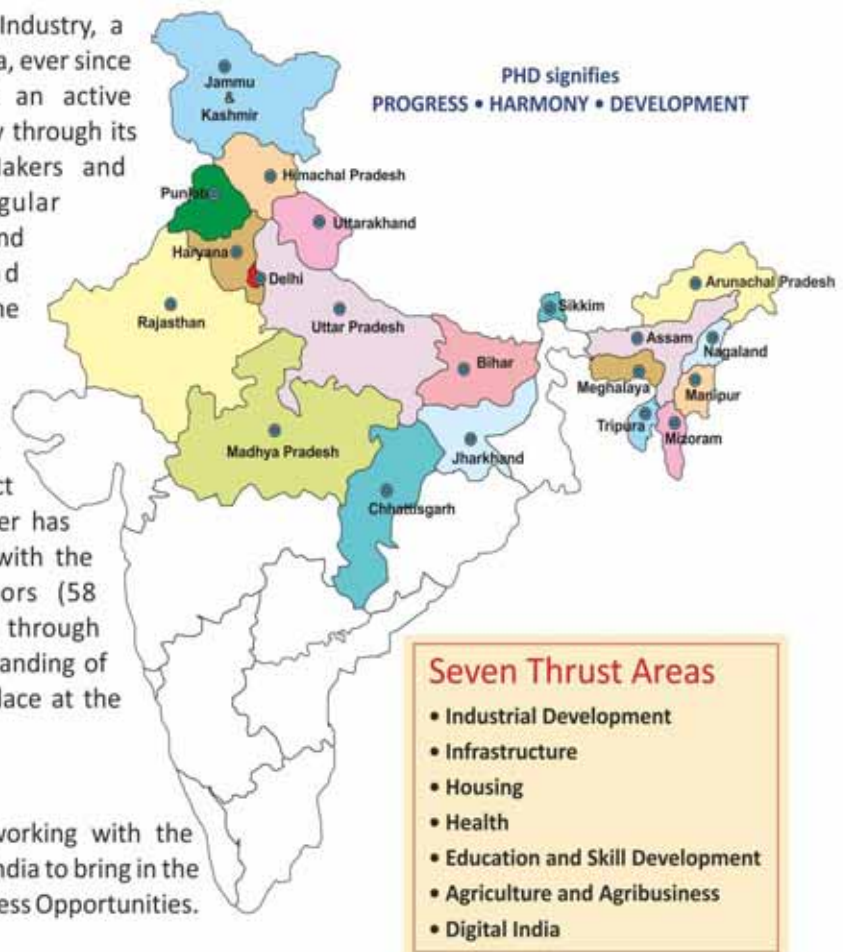 Industry, a
a, ever since
an active
y through its
Makers and
gular
nd
d
ne
ct
er has
with the
ors (58
through
anding of
lace at the
working with the
ndia to bring in the
ess Opportunities.
PHD signifies
PROGRESS • HARMONY • DEVELOPMENT
Jammu
&
Kashmir
Himachal Pradesh
Punjab
Uttarakhand
Haryana
Delhi
Rajasthan
Uttar Pradesh
Bihar
Sikkim
Arunachal Pradesh
Assam
Nagaland
Meghalaya
Manipur
Tripura
Mizoram
Madhya Pradesh
Jharkhand
Chhattisgarh
Seven Thrust Areas
• Industrial Development
• Infrastructure
• Housing
• Health
• Education and Skill Development
• Agriculture and Agribusiness
• Digital India